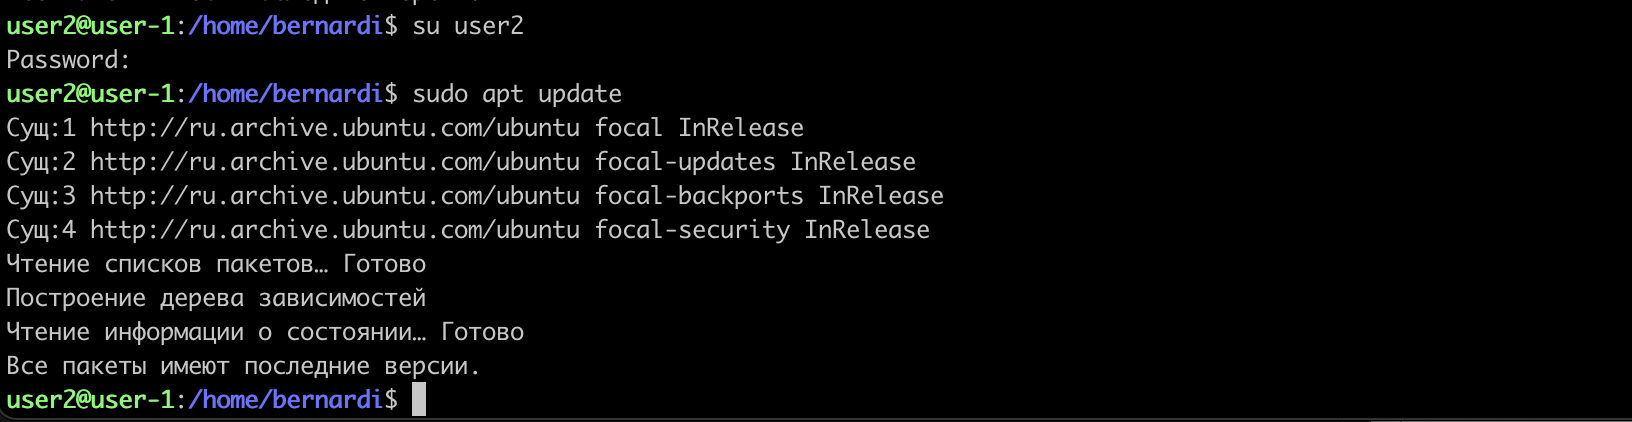 user2@user-1:/home/bernardi$ su user2
Password:
user2@user-1:/home/bernardi$ sudo apt update
Сущ:1 http://ru.archive.ubuntu.com/ubuntu focal InRelease
Сущ:2 http://ru.archive.ubuntu.com/ubuntu focal-updates InRelease
Сущ:3 http://ru.archive.ubuntu.com/ubuntu focal-backports InRelease
Сущ:4 http://ru.archive.ubuntu.com/ubuntu focal-security InRelease
Чтение списков пакетов… Готово
Построение дерева зависимостей
Чтение информации о состоянии… Готово
Все пакеты имеют последние версии.
user2@user-1:/home/bernardi$